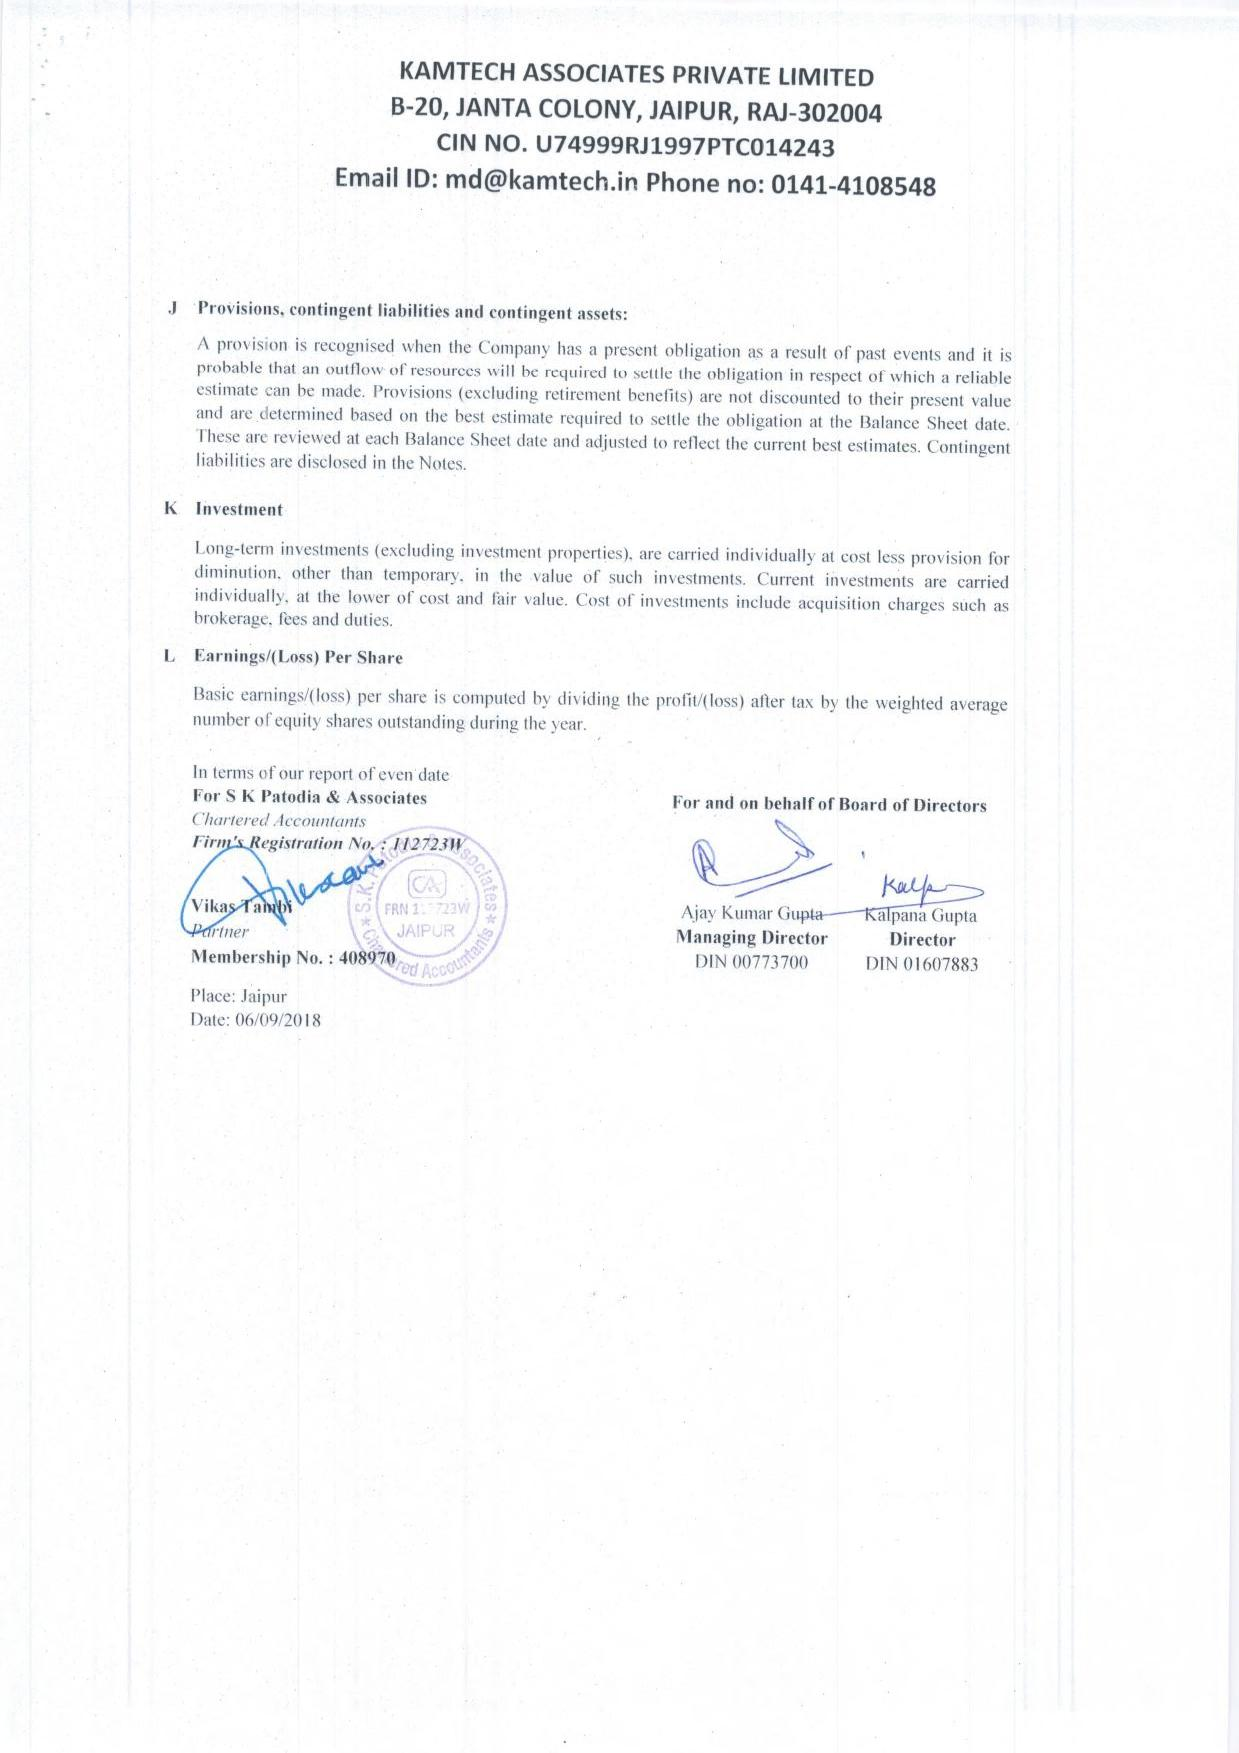 KAMTECH ASSOCIATES PRIVATE LIMITED
B-20, JANTA COLONY, JAIPUR, RAJ-302004
CIN NO. U74999RJ1997PTC014243
Email ID: md@kamtech.in Phone no: 0141-4108548
J Provisions, contingent liabilities and contingent assets:
A provision is recognised when the Company has a present obligation as a result of past events and it is
probable that an outflow of resources will be required to settle the obligation in respect of which a reliable
estimate can be made. Provisions (excluding retirement benefits) are not discounted to their present value
and are determined based on the best estimate required to settle the obligation at the Balance Sheet date.
These are reviewed at each Balance Sheet date and adjusted to reflect the current best estimates. Contingent
liabilities are disclosed in the Notes.
K Investment
Long-term investments (excluding investment properties), are carried individually at cost less provision for
diminution, other than temporary, in the value of such investments. Current investments are carried
individually, at the lower of cost and fair value. Cost of investments include acquisition charges such as
brokerage, fees and duties.
L Earnings/(Loss) Per Share
Basic earnings/(loss) per share is computed by dividing the profit/(loss) after tax by the weighted average
number of equity shares outstanding during the year.
In terms of our report of even date
For S K Patodia & Associates
Chartered Accountants
Firm's Registration No. : 112723W
Vikas Tambi
Partner
Membership No. : 408970
Place: Jaipur
Date: 06/09/2018
S.K. Patodia & Associates
CA
FRN 112723W
JAIPUR
Chartered Accountants
For and on behalf of Board of Directors
Ajay Kumar Gupta
Managing Director
DIN 00773700
Kalpana Gupta
Director
DIN 01607883